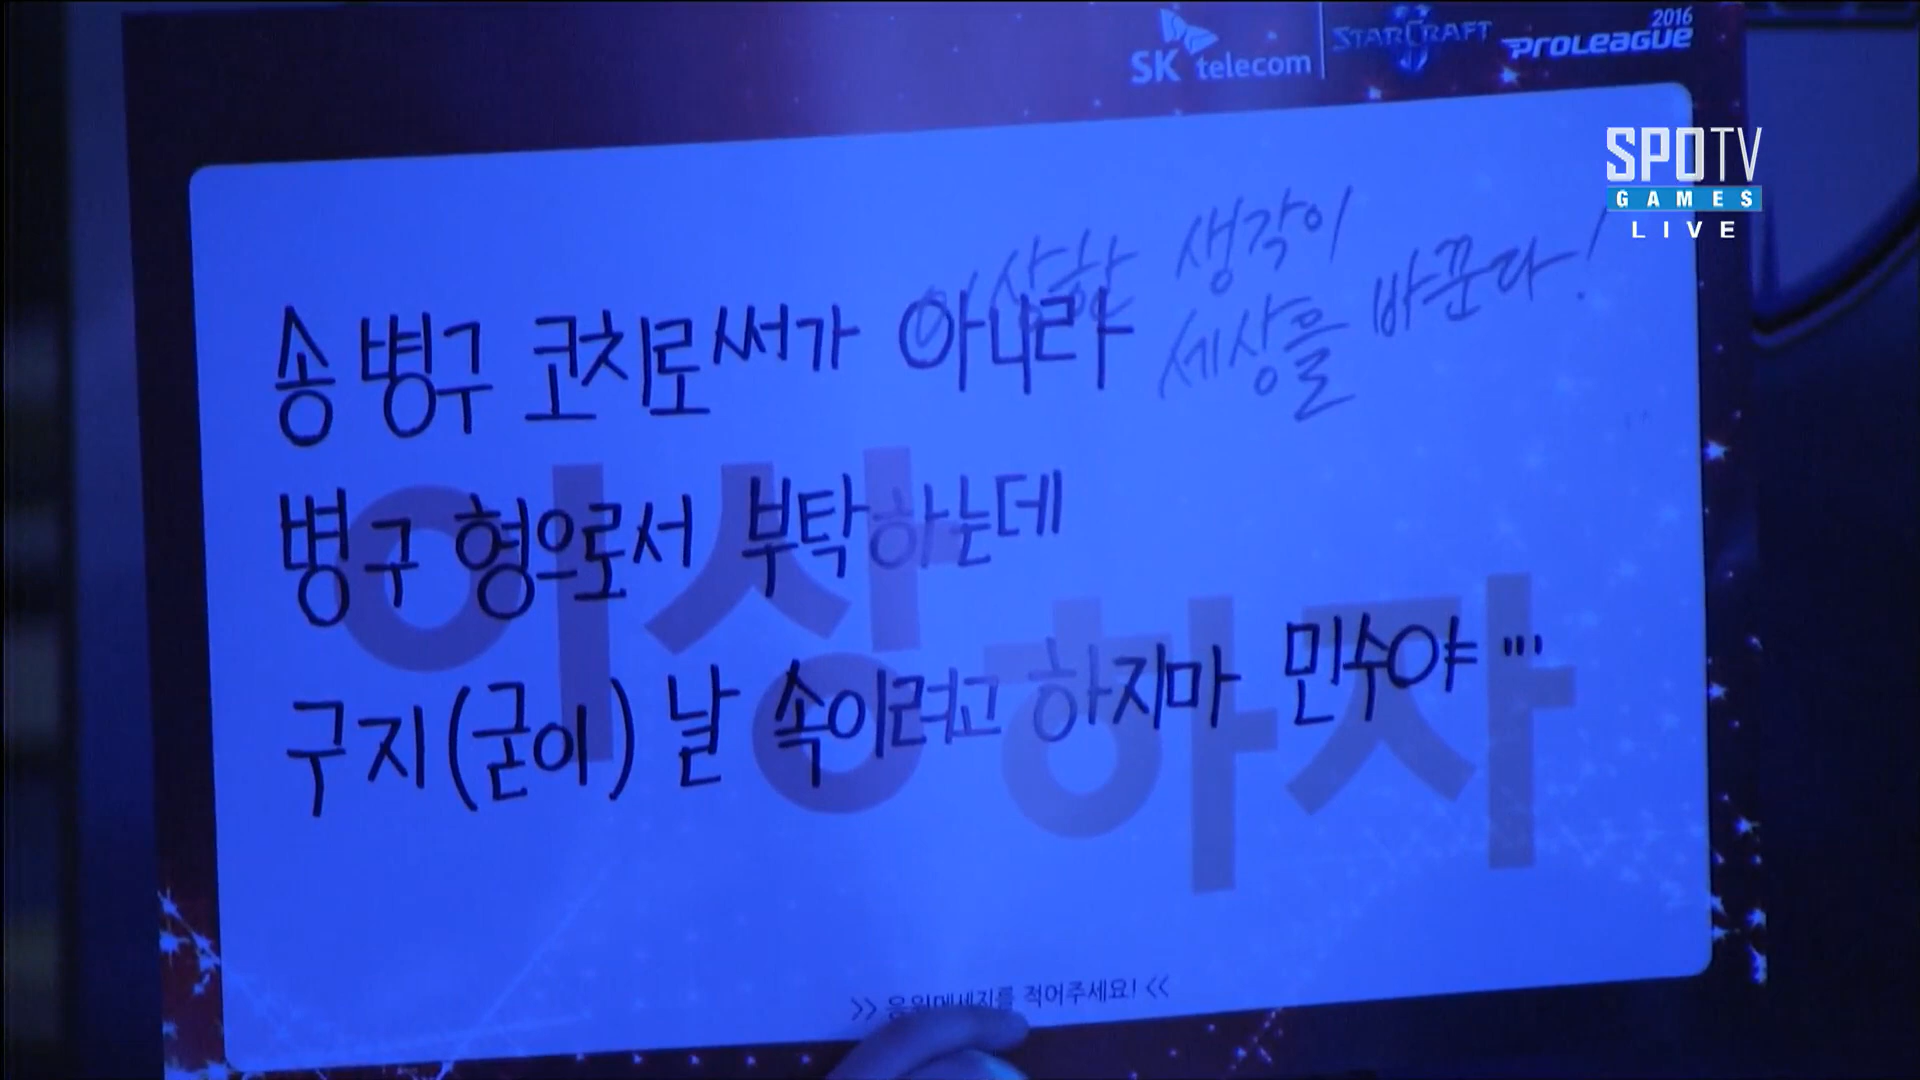 SK telecom
STARCRAFT II
2016
PROLEAGUE
SPOTV
GAMES
LIVE
이상한 생각이
세상을 바꾼다!
송병구 코치로써가 아니라
병구 형으로서 부탁하는데
구지(굳이) 날 속이려고 하지마 민수야...
이상하자
>> 응원메세지를 적어주세요! <<